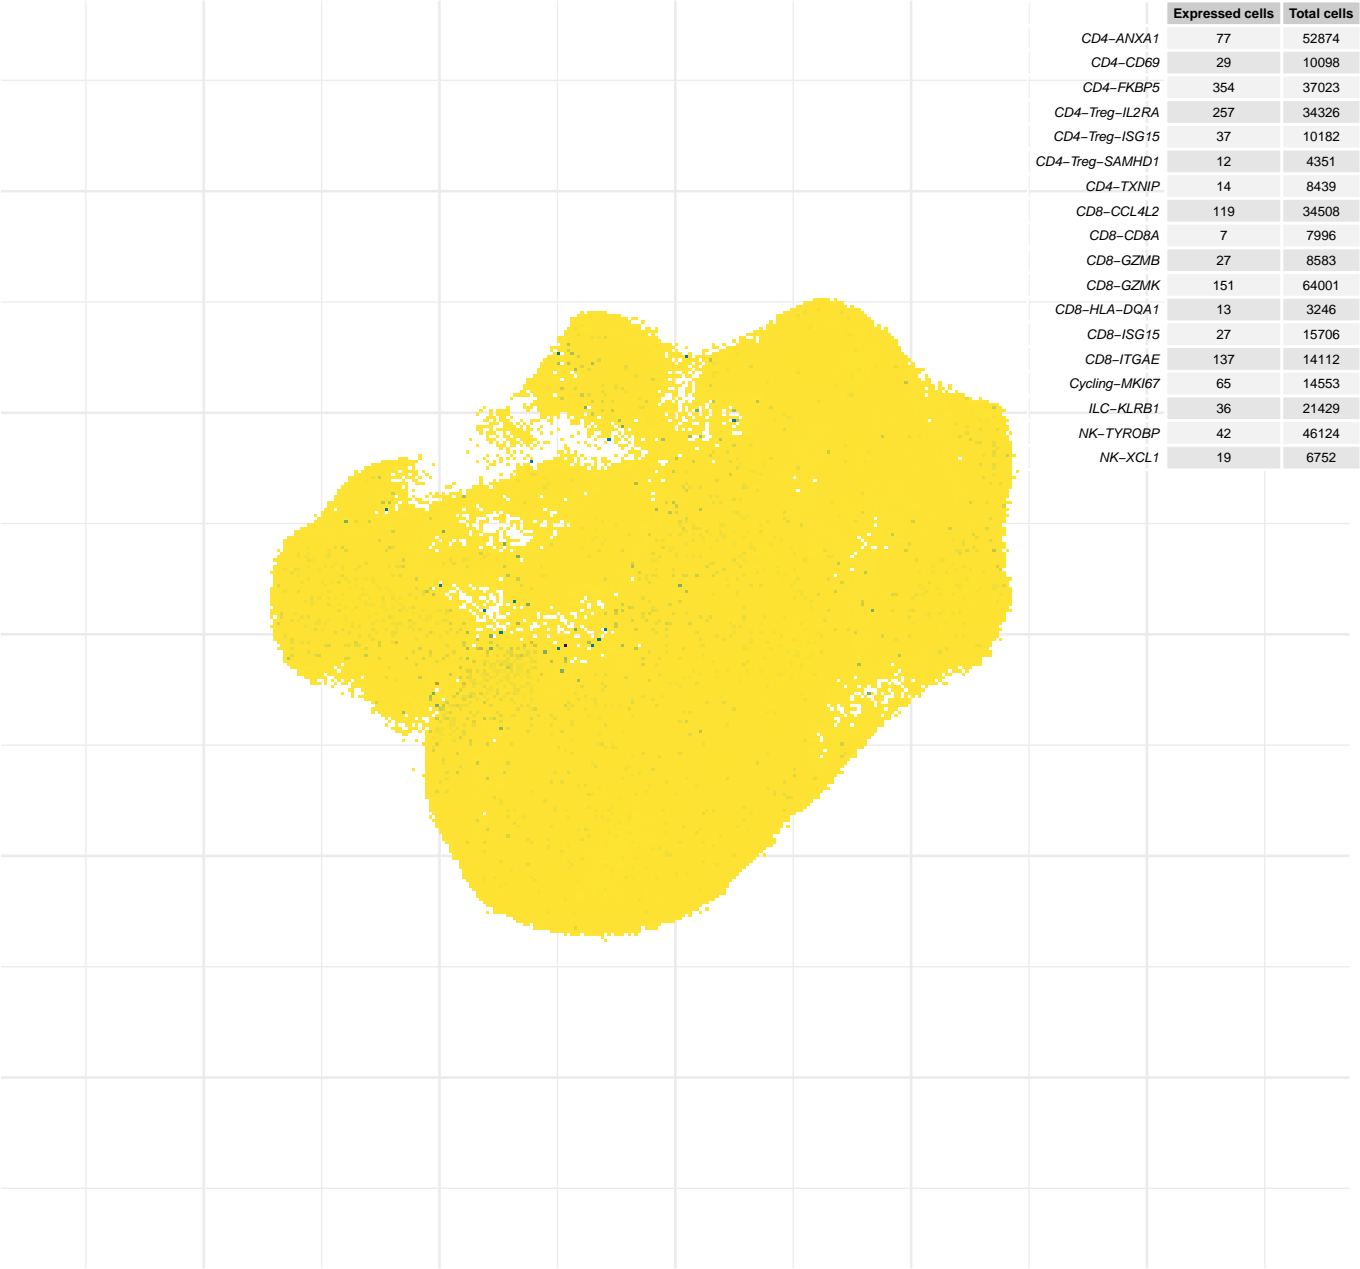 Expressed cells Total cells
CD4−ANXA1 77 52874
CD4−CD69 29 10098
CD4−FKBP5 354 37023
CD4−Treg−IL2RA 257 34326
CD4−Treg−ISG15 37 10182
CD4−Treg−SAMHD1 12 4351
CD4−TXNIP 14 8439
CD8−CCL4L2 119 34508
CD8−CD8A 7 7996
CD8−GZMB 27 8583
CD8−GZMK 151 64001
CD8−HLA−DQA1 13 3246
CD8−ISG15 27 15706
CD8−ITGAE 137 14112
Cycling−MKI67 65 14553
ILC−KLRB1 36 21429
NK−TYROBP 42 46124
NK−XCL1 19 6752